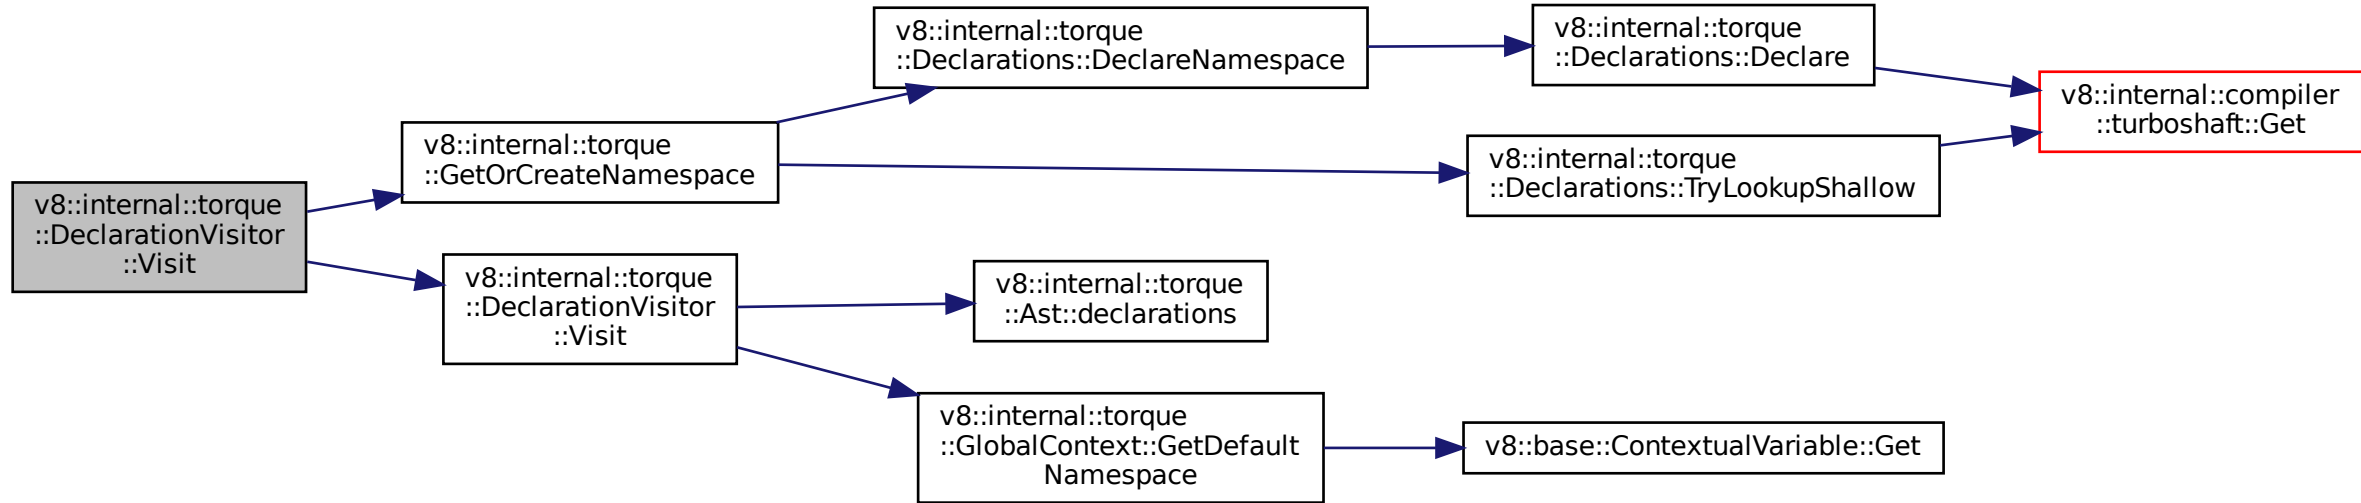 v8::internal::torque
::DeclarationVisitor
::Visit
v8::internal::torque
::GetOrCreateNamespace
v8::internal::torque
::Declarations::DeclareNamespace
v8::internal::torque
::Declarations::Declare
v8::internal::compiler
::turboshaft::Get
v8::internal::torque
::Declarations::TryLookupShallow
v8::internal::torque
::DeclarationVisitor
::Visit
v8::internal::torque
::Ast::declarations
v8::internal::torque
::GlobalContext::GetDefault
Namespace
v8::base::ContextualVariable::Get